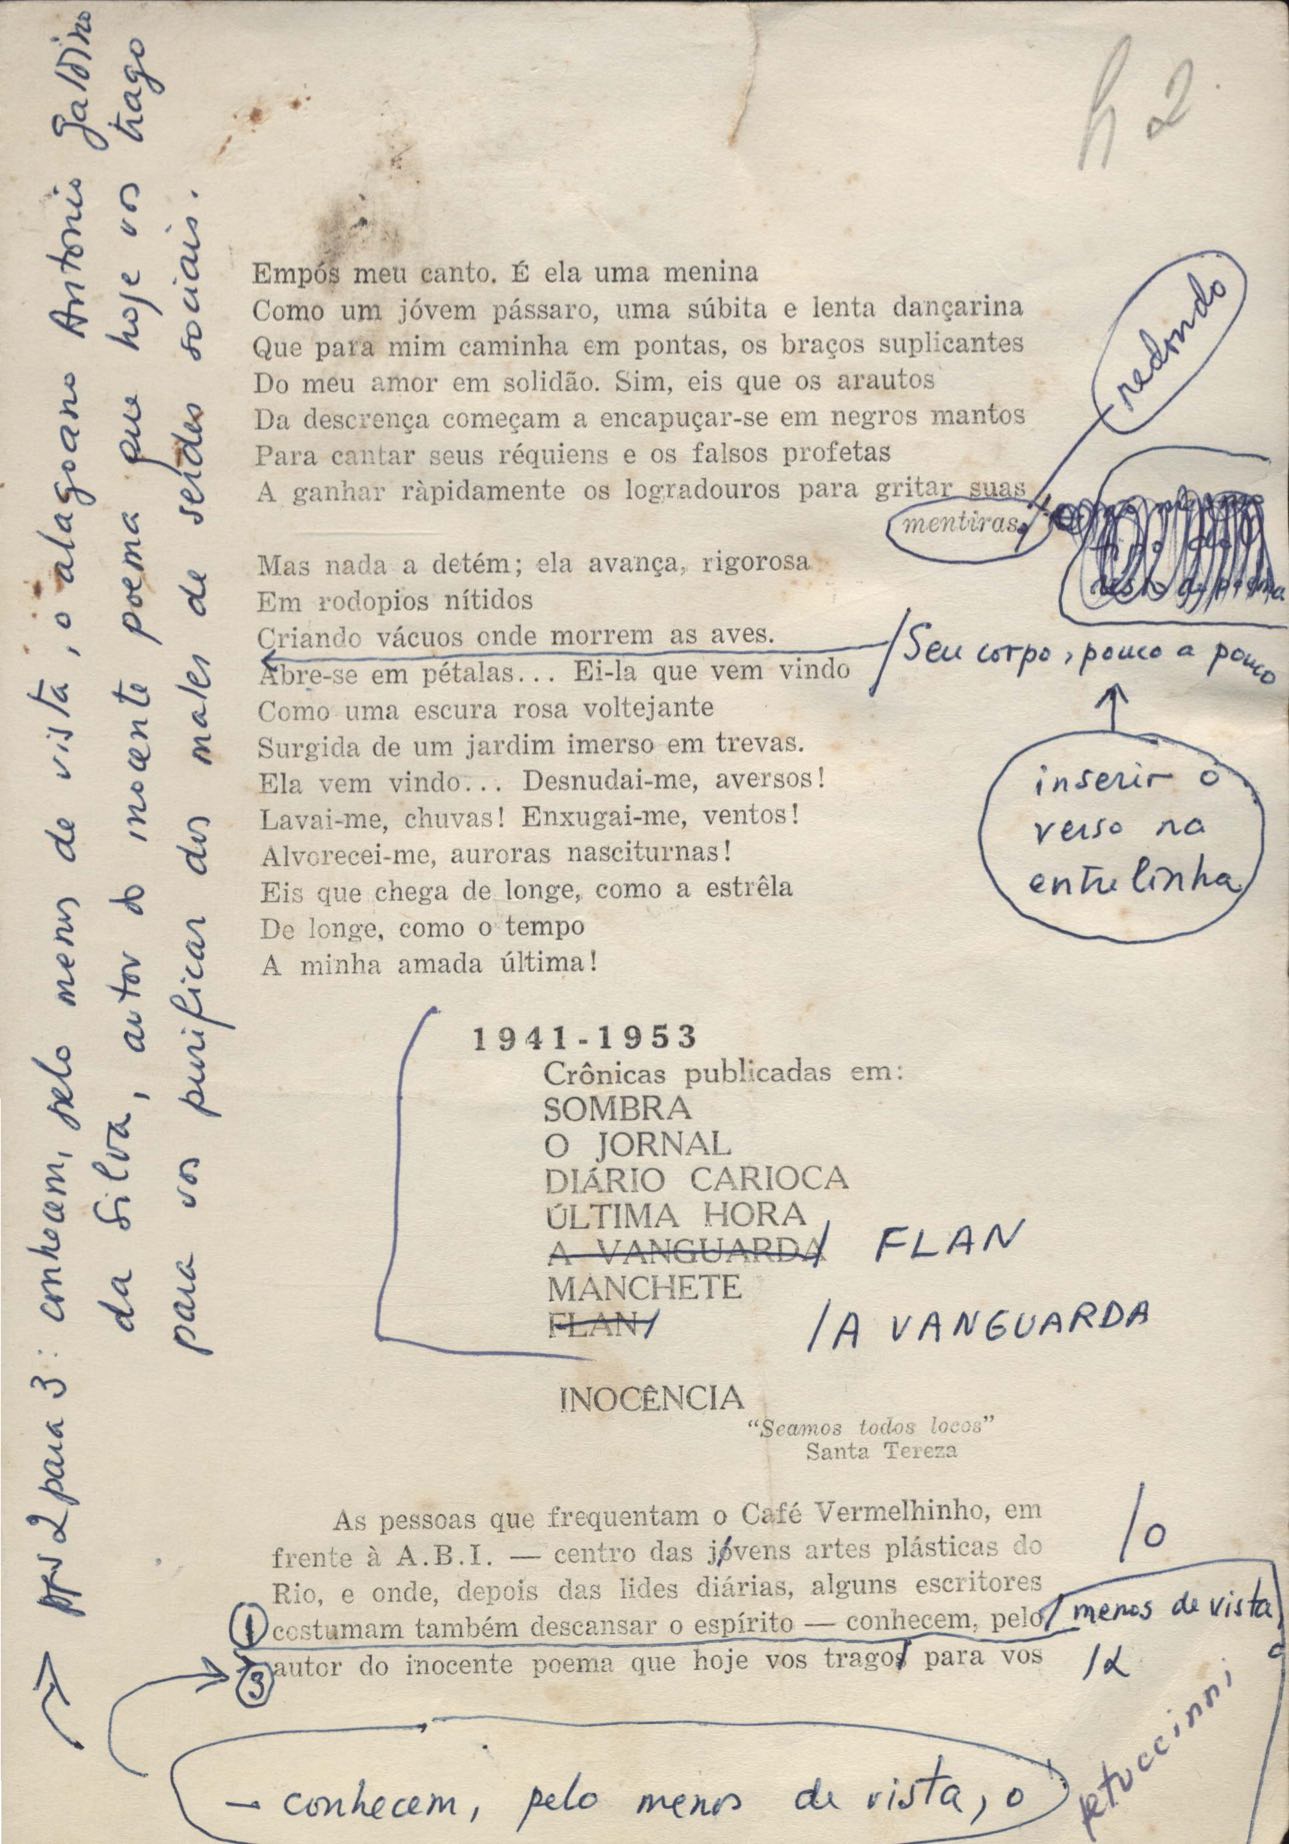 h 2
Empós meu canto. É ela uma menina
Como um jóvem pássaro, uma súbita e lenta dançarina
Que para mim caminha em pontas, os braços suplicantes
Do meu amor em solidão. Sim, eis que os arautos
Da descrença começam a encapuçar-se em negros mantos
Para cantar seus réquiens e os falsos profetas
A ganhar ràpidamente os logradouros para gritar suas
mentiras.
redondo
resto do poema
Mas nada a detém; ela avança, rigorosa
Em rodopios nítidos
Criando vácuos onde morrem as aves.
/Seu corpo, pouco a pouco
Abre-se em pétalas... Ei-la que vem vindo
Como uma escura rosa voltejante
Surgida de um jardim imerso em trevas.
Ela vem vindo... Desnudai-me, aversos!
Lavai-me, chuvas! Enxugai-me, ventos!
Alvorecei-me, auroras nasciturnas!
Eis que chega de longe, como a estrêla
De longe, como o tempo
A minha amada última!
inserir o
verso na
entrelinha
1941-1953
Crônicas publicadas em:
SOMBRA
O JORNAL
DIÁRIO CARIOCA
ÚLTIMA HORA
A VANGUARDA / FLAN
MANCHETE
FLAN / /A VANGUARDA
INOCÊNCIA
"Seamos todos locos"
Santa Tereza
As pessoas que frequentam o Café Vermelhinho, em
frente à A.B.I. — centro das jóvens artes plásticas do /o
Rio, e onde, depois das lides diárias, alguns escritores
1 costumam também descansar o espírito — conhecem, pelo / menos de vista,
3 autor do inocente poema que hoje vos tragos para vos
o
— conhecem, pelo menos de vista, o
2 para 3: conhecem, pelo menos de vista, o alagoano Antonio Galdino
da Silva, autor do inocente poema que hoje vos trago
para vos purificar dos males de serdes sociais.